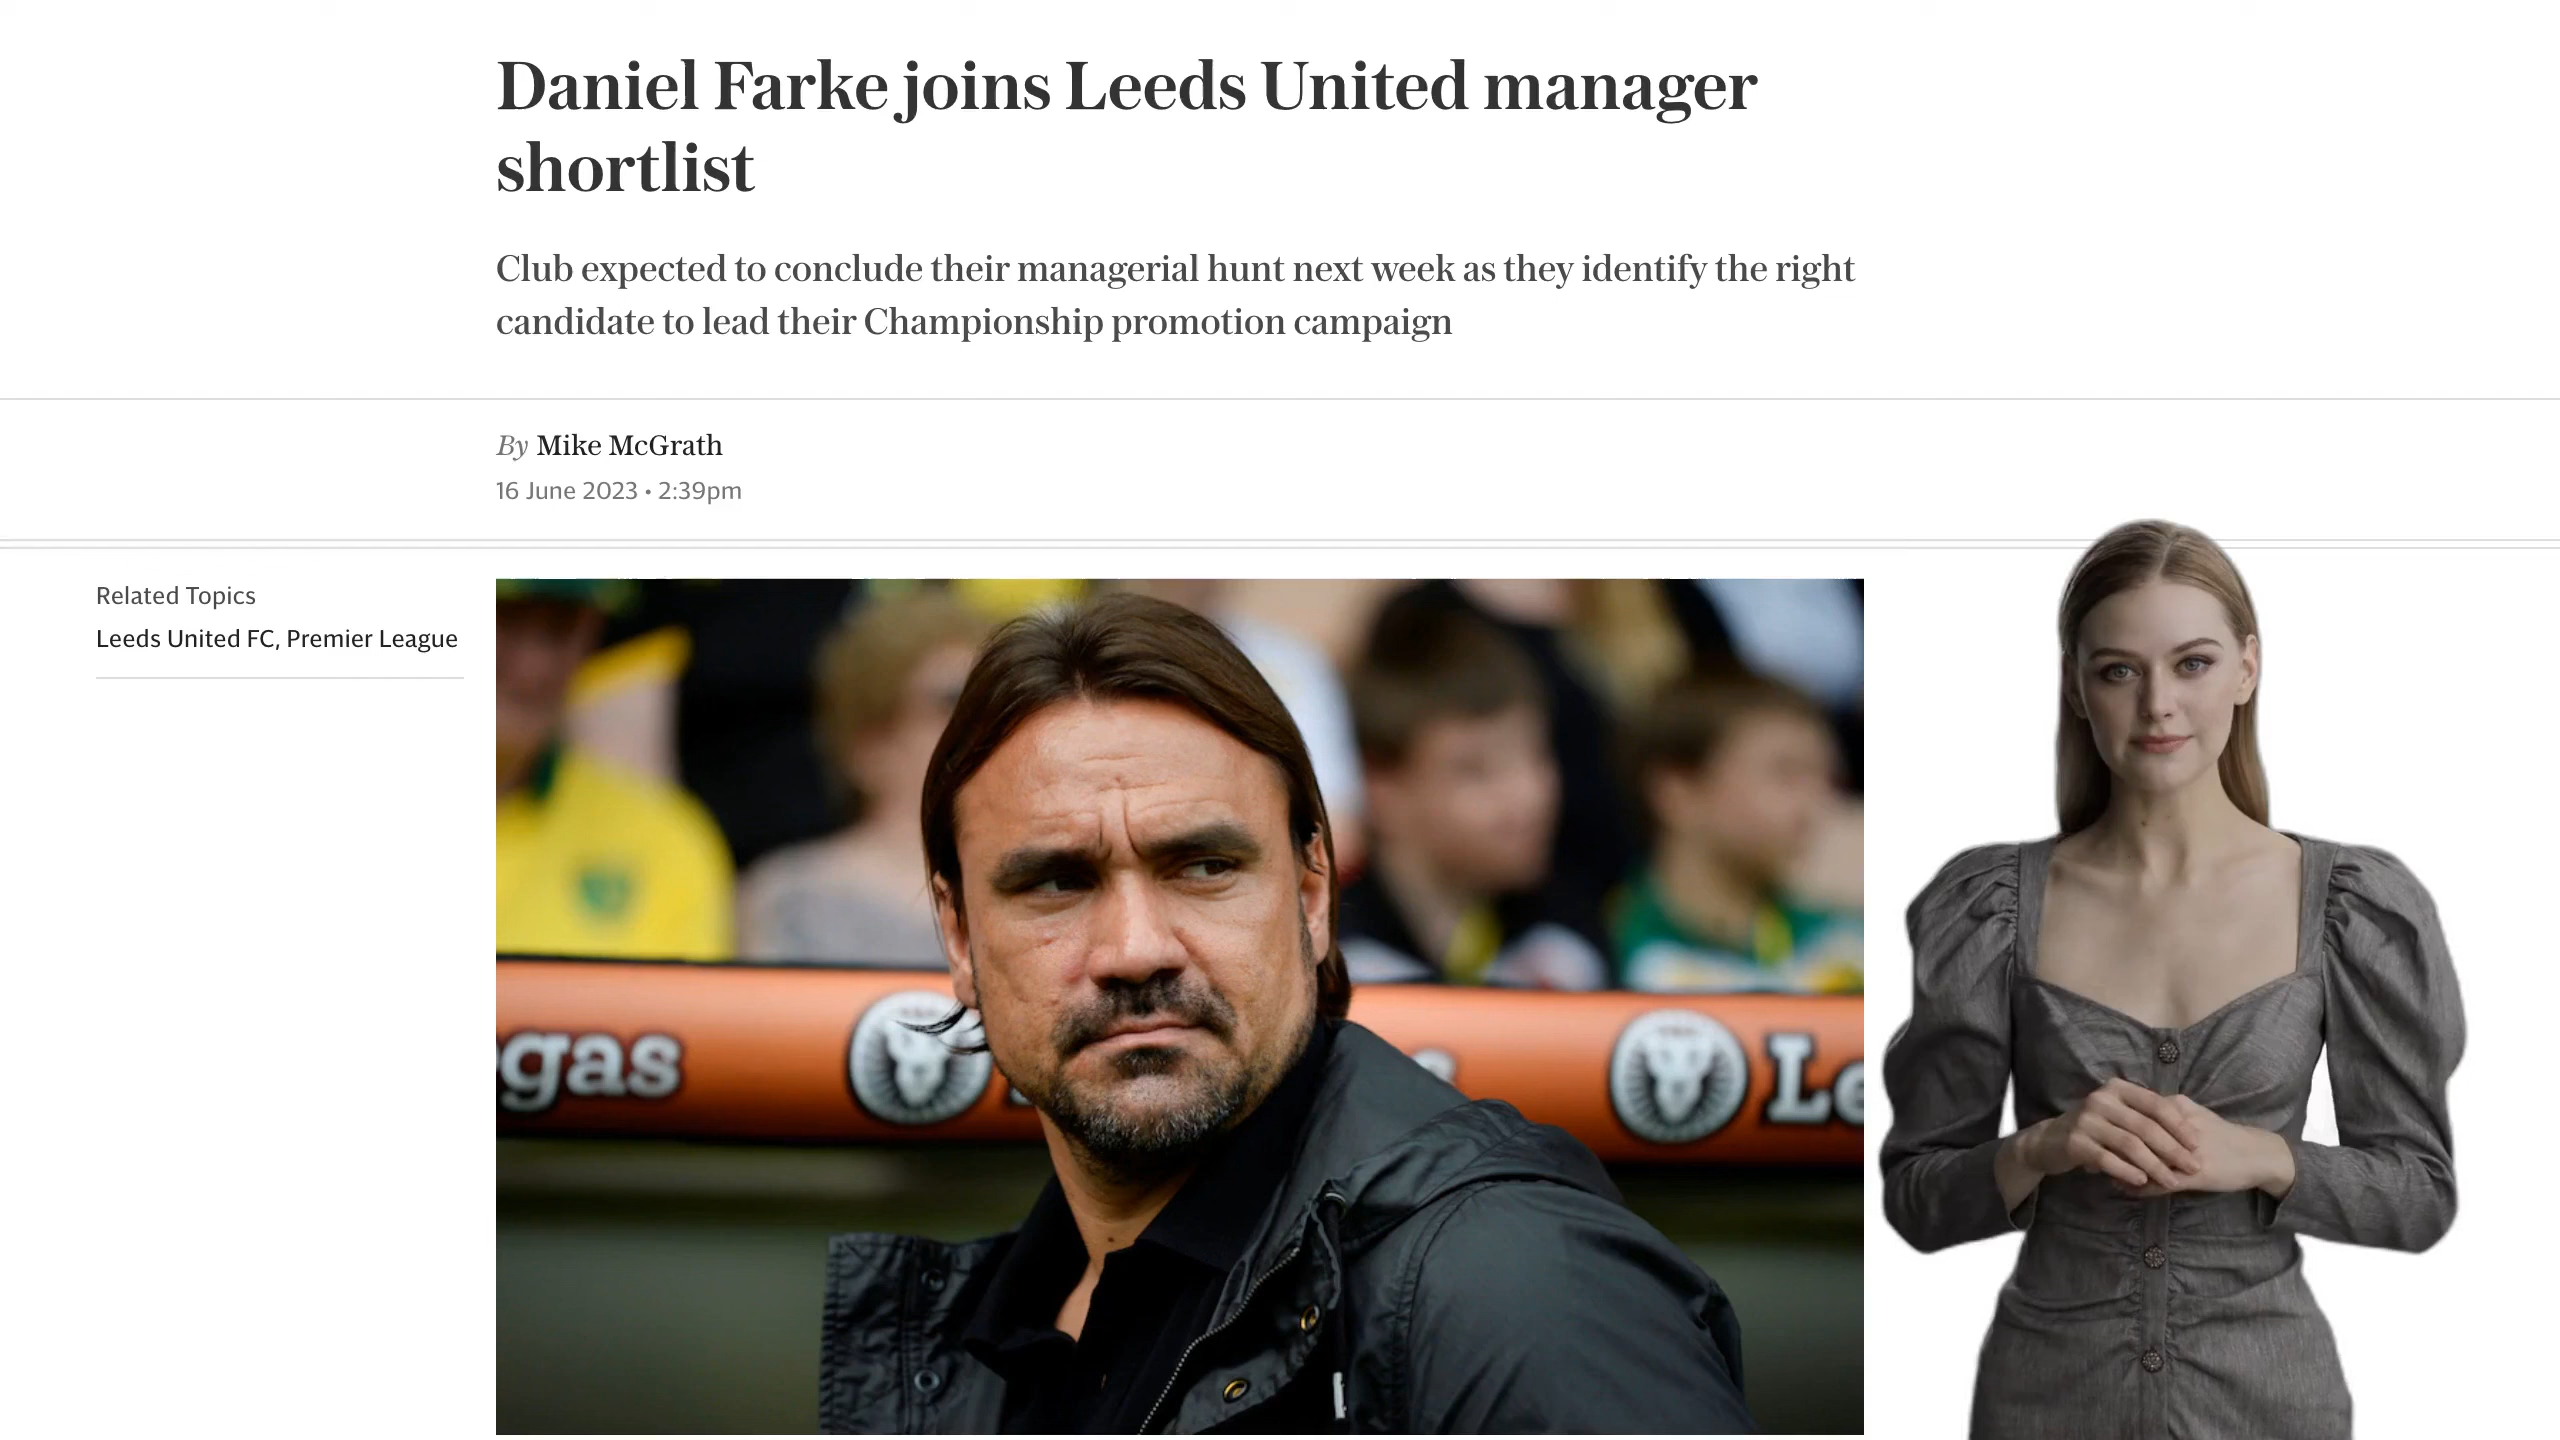 Daniel Farke joins Leeds United manager
shortlist
Club expected to conclude their managerial hunt next week as they identify the right
candidate to lead their Championship promotion campaign
By Mike McGrath
16 June 2023 • 2:39pm
Related Topics
Leeds United FC, Premier League
gas
Le